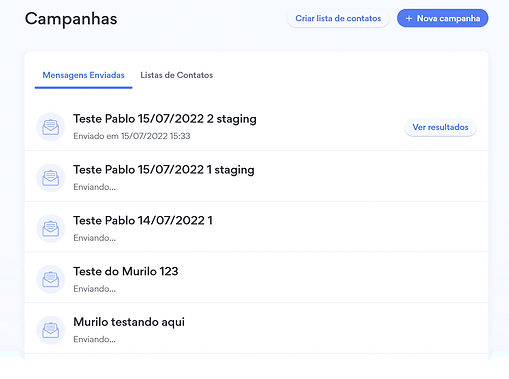 Campanhas
Criar lista de contatos
+ Nova campanha
Mensagens Enviadas
Listas de Contatos
Teste Pablo 15/07/2022 2 staging
Enviado em 15/07/2022 15:33
Ver resultados
Teste Pablo 15/07/2022 1 staging
Enviando...
Teste Pablo 14/07/2022 1
Enviando...
Teste do Murilo 123
Enviando...
Murilo testando aqui
Enviando...